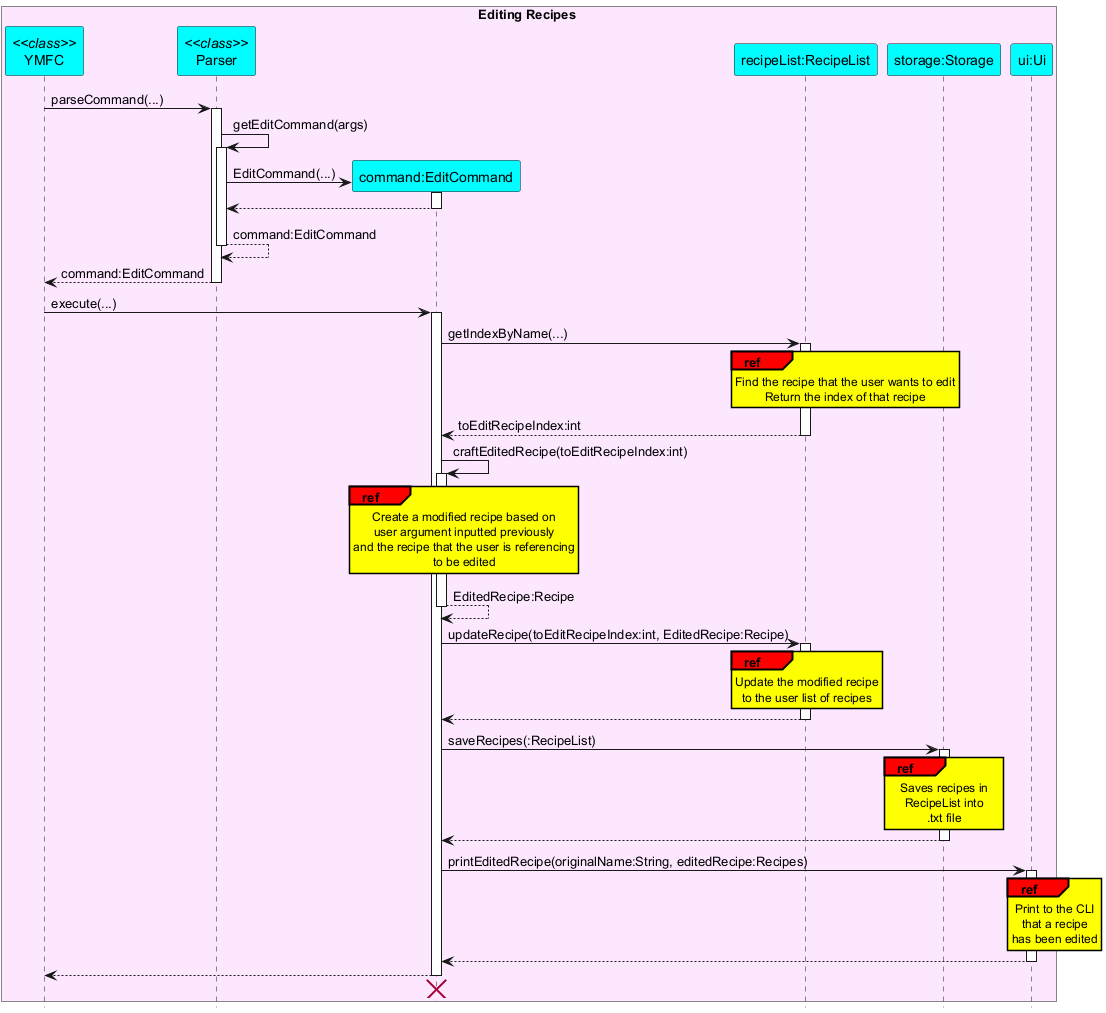 Editing Recipes
<<class>>
YMFC
<<class>>
Parser
recipeList:RecipeList
storage:Storage
ui:Ui
parseCommand(...)
getEditCommand(args)
EditCommand(...)
command:EditCommand
command:EditCommand
command:EditCommand
execute(...)
getIndexByName(...)
ref
Find the recipe that the user wants to edit
Return the index of that recipe
toEditRecipeIndex:int
craftEditedRecipe(toEditRecipeIndex:int)
ref
Create a modified recipe based on
user argument inputted previously
and the recipe that the user is referencing
to be edited
EditedRecipe:Recipe
updateRecipe(toEditRecipeIndex:int, EditedRecipe:Recipe)
ref
Update the modified recipe
to the user list of recipes
saveRecipes(:RecipeList)
ref
Saves recipes in
RecipeList into
.txt file
printEditedRecipe(originalName:String, editedRecipe:Recipes)
ref
Print to the CLI
that a recipe
has been edited